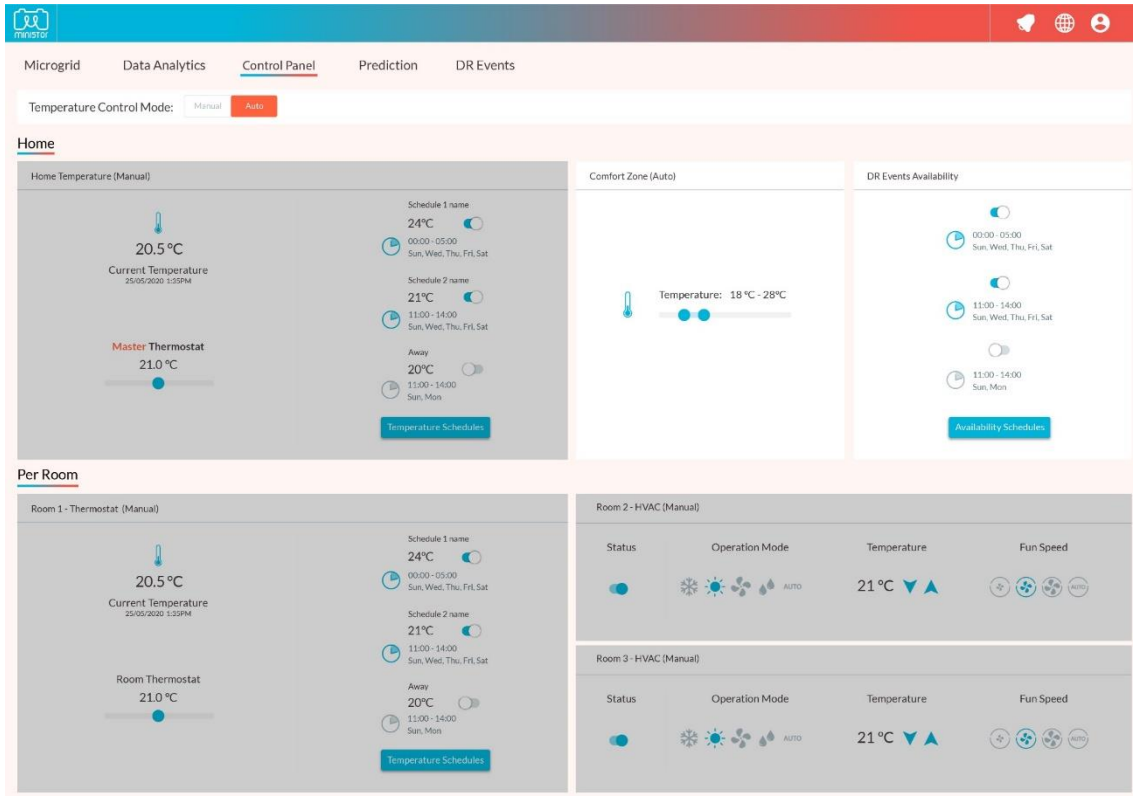 ministor
Microgrid Data Analytics Control Panel Prediction DR Events
Temperature Control Mode: Manual Auto
Home
Home Temperature (Manual)
20.5 °C
Current Temperature
25/05/2020 1:35PM
Master Thermostat
21.0 °C
Schedule 1 name
24°C
00:00 - 05:00
Sun, Wed, Thu, Fri, Sat
Schedule 2 name
21°C
11:00 - 14:00
Sun, Wed, Thu, Fri, Sat
Away
20°C
11:00 - 14:00
Sun, Mon
Temperature Schedules
Comfort Zone (Auto)
Temperature: 18 °C - 28°C
DR Events Availability
00:00 - 05:00
Sun, Wed, Thu, Fri, Sat
11:00 - 14:00
Sun, Wed, Thu, Fri, Sat
11:00 - 14:00
Sun, Mon
Availability Schedules
Per Room
Room 1 - Thermostat (Manual)
20.5 °C
Current Temperature
25/05/2020 1:35PM
Room Thermostat
21.0 °C
Schedule 1 name
24°C
00:00 - 05:00
Sun, Wed, Thu, Fri, Sat
Schedule 2 name
21°C
11:00 - 14:00
Sun, Wed, Thu, Fri, Sat
Away
20°C
11:00 - 14:00
Sun, Mon
Temperature Schedules
Room 2 - HVAC (Manual)
Status Operation Mode Temperature Fun Speed
AUTO 21 °C AUTO
Room 3 - HVAC (Manual)
Status Operation Mode Temperature Fun Speed
AUTO 21 °C AUTO